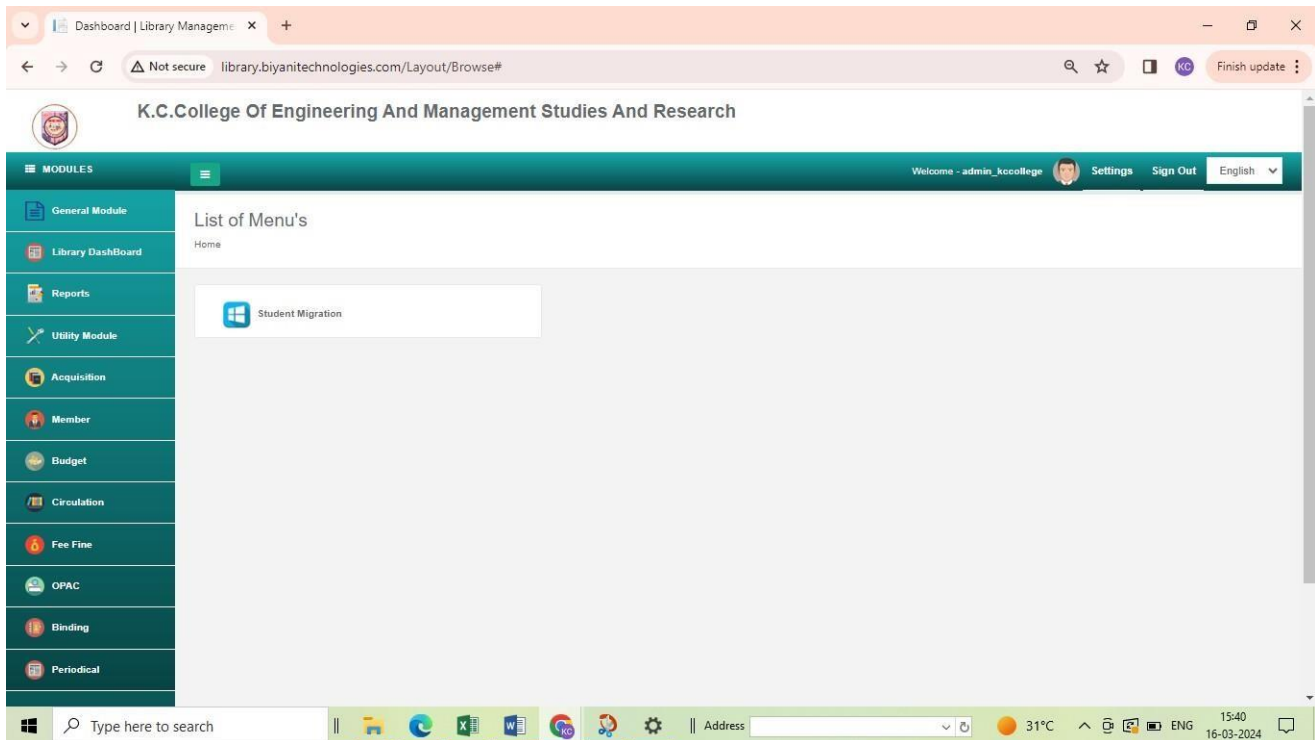 Dashboard | Library Manageme
Not secure library.biyanitechnologies.com/Layout/Browse#
KC Finish update
K.C.College Of Engineering And Management Studies And Research
MODULES
Welcome - admin_kccollege Settings Sign Out English
General Module
List of Menu's
Home
Library DashBoard
Reports
Student Migration
Utility Module
Acquisition
Member
Budget
Circulation
Fee Fine
OPAC
Binding
Periodical
Type here to search
Address
31°C
ENG
15:40
16-03-2024